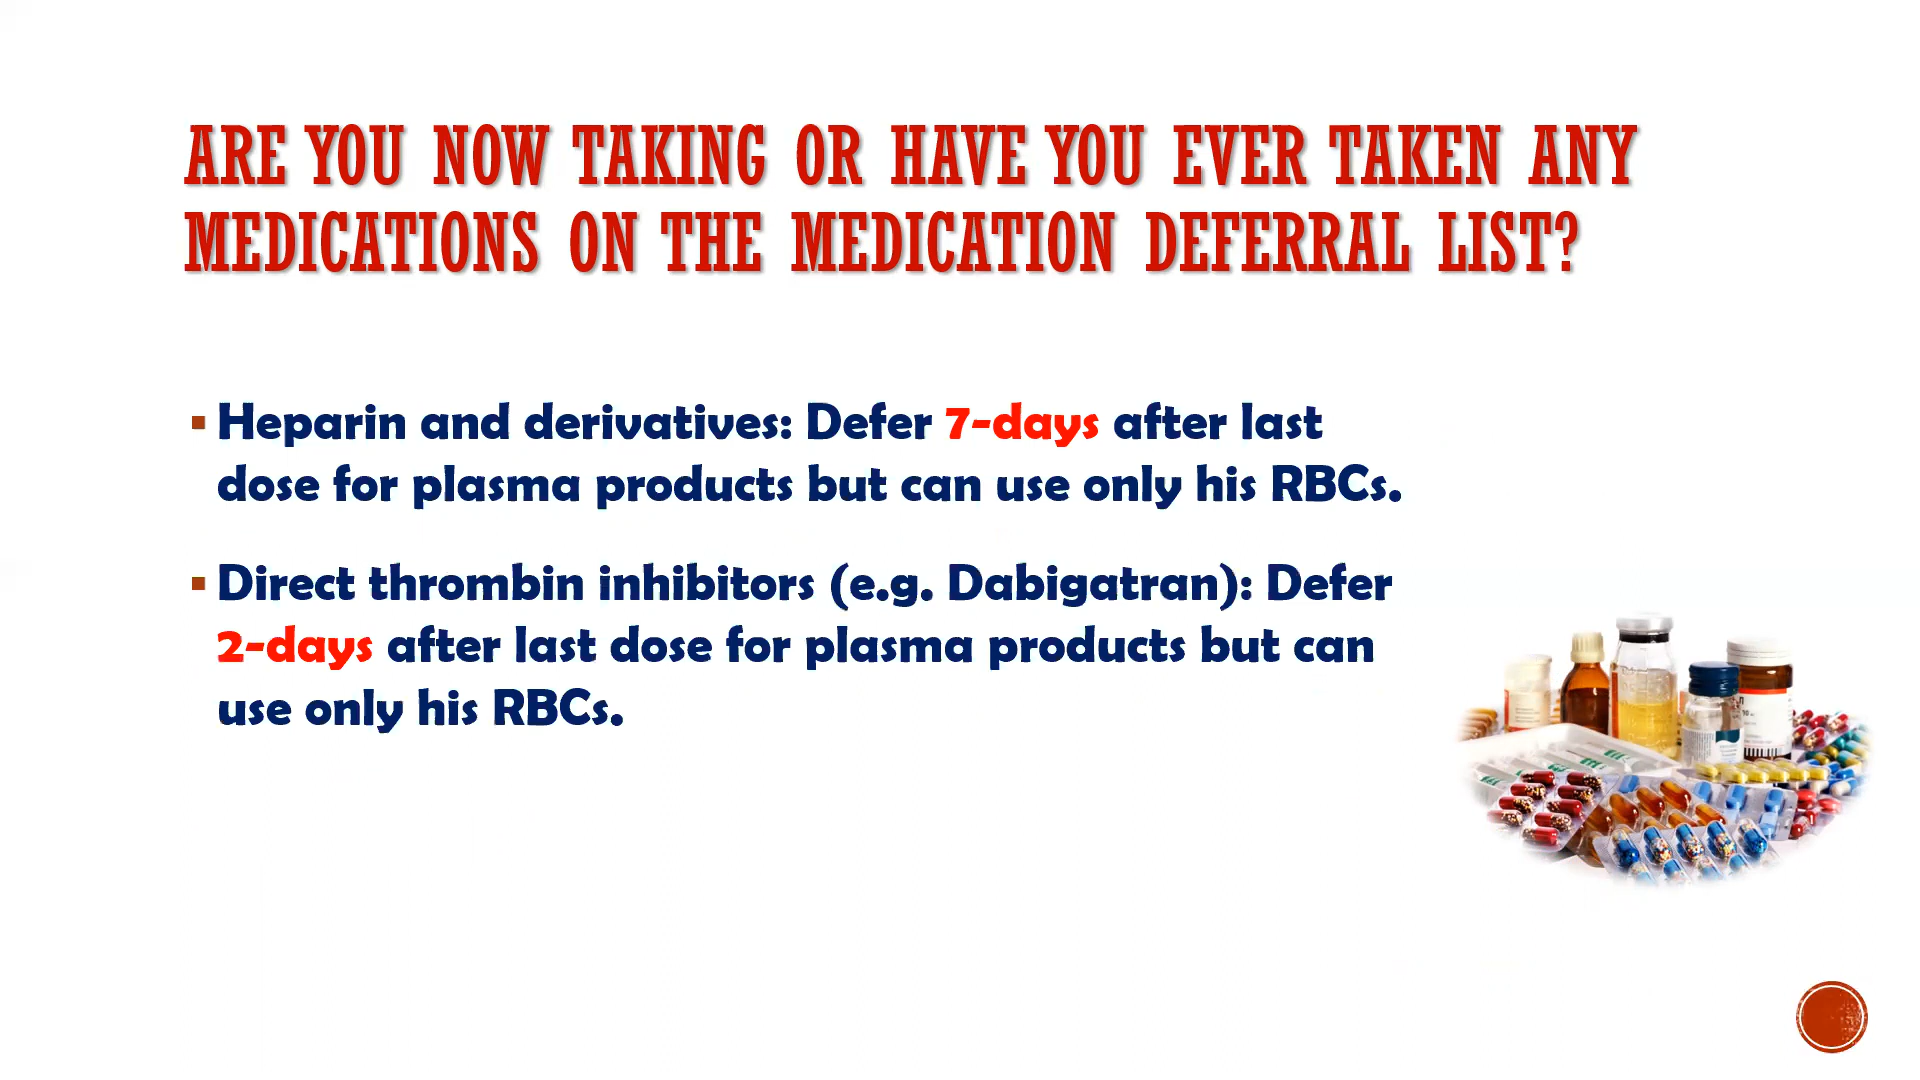 ARE YOU NOW TAKING OR HAVE YOU EVER TAKEN ANY
MEDICATIONS ON THE MEDICATION DEFERRAL LIST?
▪ Heparin and derivatives: Defer 7-days after last
dose for plasma products but can use only his RBCs.
▪ Direct thrombin inhibitors (e.g. Dabigatran): Defer
2-days after last dose for plasma products but can
use only his RBCs.